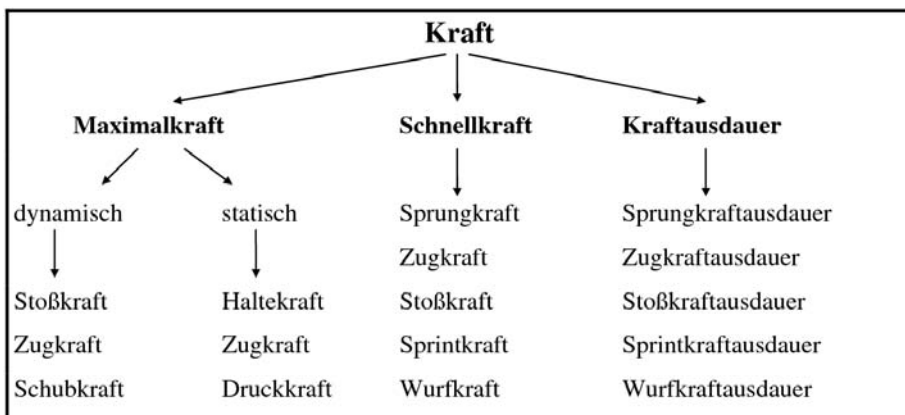 Kraft
Maximalkraft Schnellkraft Kraftausdauer
dynamisch statisch Sprungkraft Sprungkraftausdauer
Zugkraft Zugkraftausdauer
Stoßkraft Haltekraft Stoßkraft Stoßkraftausdauer
Zugkraft Zugkraft Sprintkraft Sprintkraftausdauer
Schubkraft Druckkraft Wurfkraft Wurfkraftausdauer